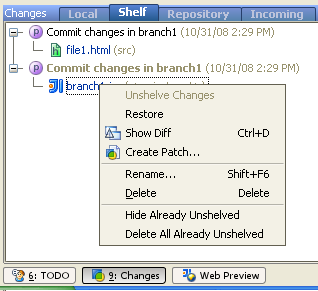 Changes Local Shelf Repository Incoming
Commit changes in branch1 (10/31/08 2:29 PM)
file1.html (src)
Commit changes in branch1 (10/31/08 2:29 PM)
Unshelve Changes
Restore
Show Diff Ctrl+D
Create Patch...
Rename... Shift+F6
Delete Delete
Hide Already Unshelved
Delete All Already Unshelved
6: TODO 9: Changes Web Preview